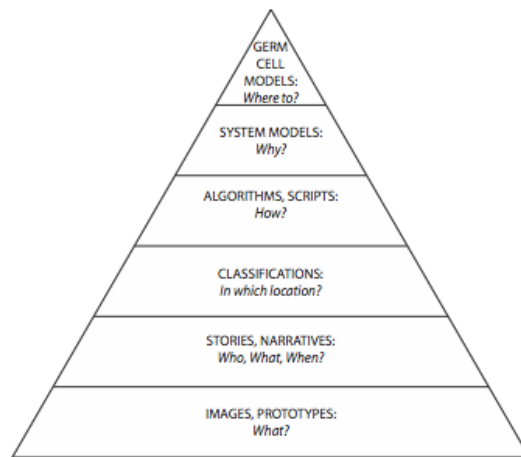 GERM
CELL
MODELS:
Where to?
SYSTEM MODELS:
Why?
ALGORITHMS, SCRIPTS:
How?
CLASSIFICATIONS:
In which location?
STORIES, NARRATIVES:
Who, What, When?
IMAGES, PROTOTYPES:
What?